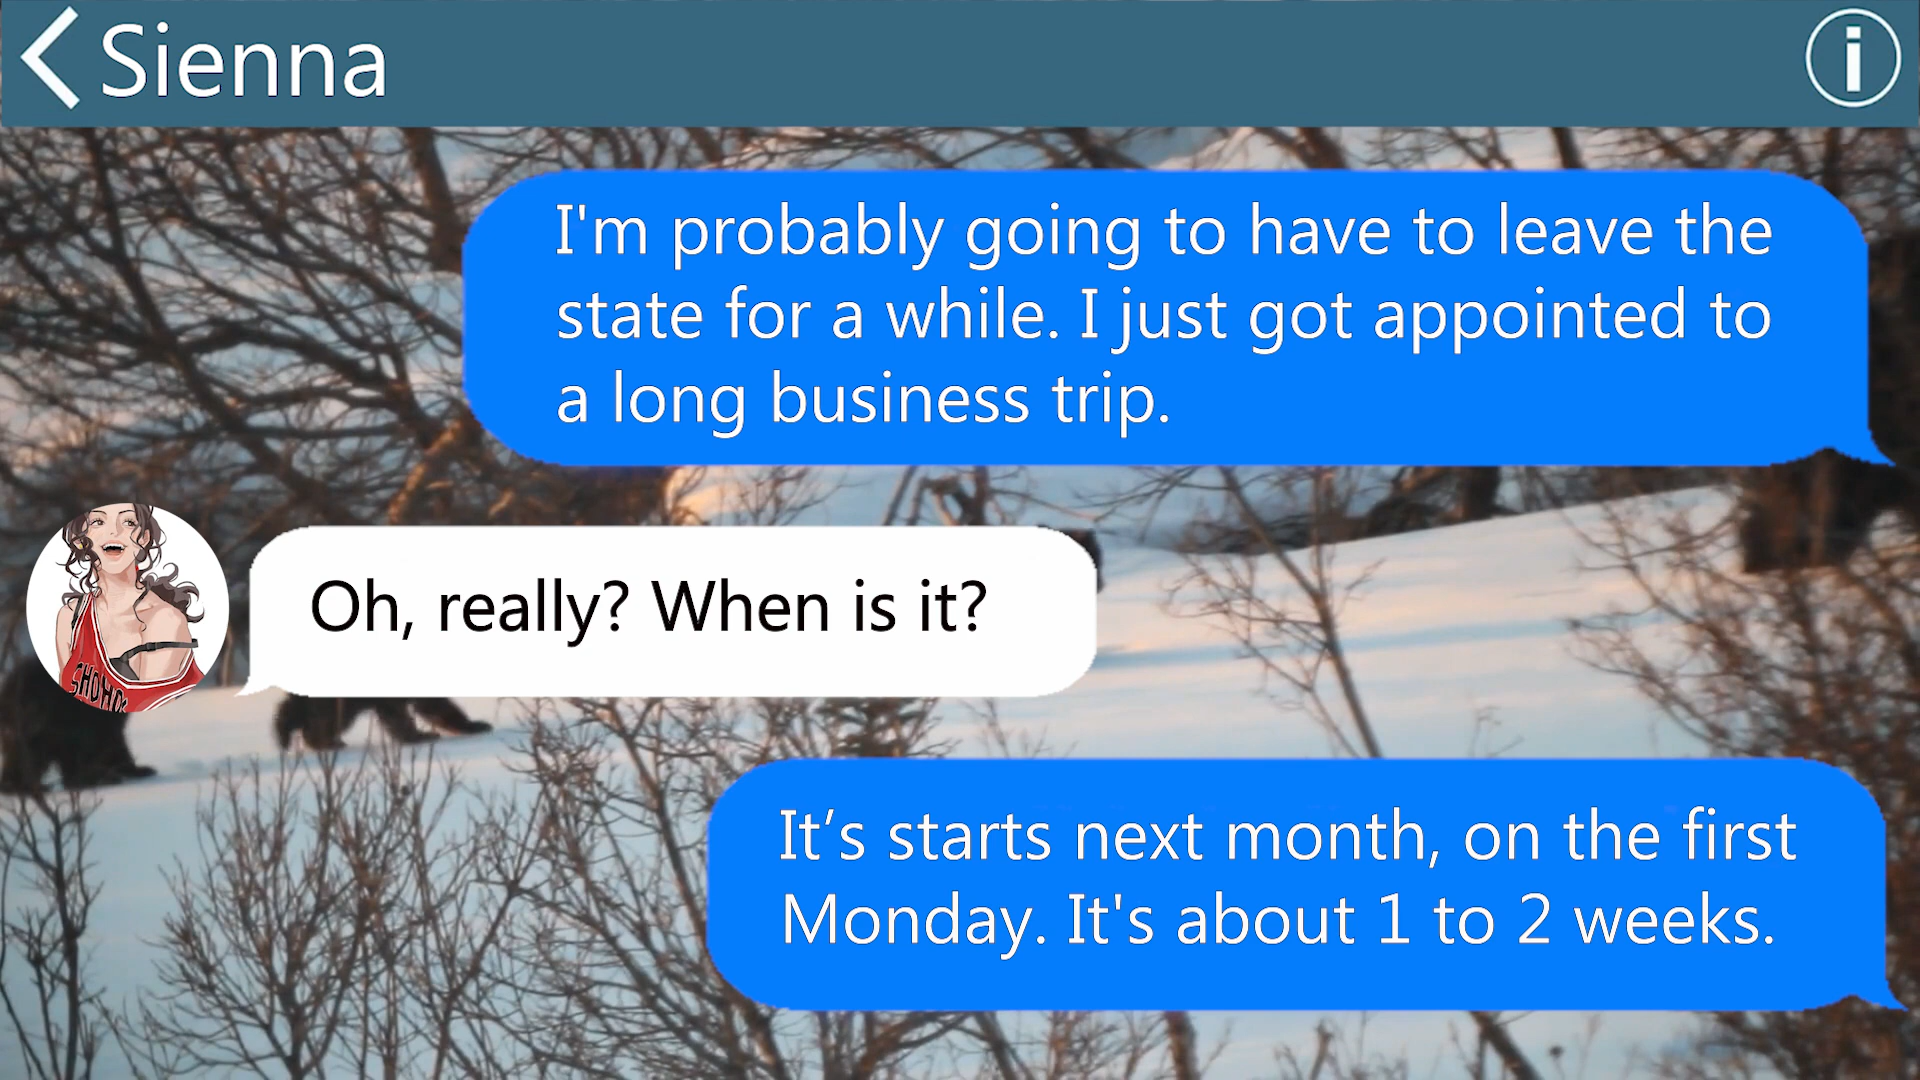 Sienna
I'm probably going to have to leave the
state for a while. I just got appointed to
a long business trip.
Oh, really? When is it?
SHOHO
It’s starts next month, on the first
Monday. It's about 1 to 2 weeks.